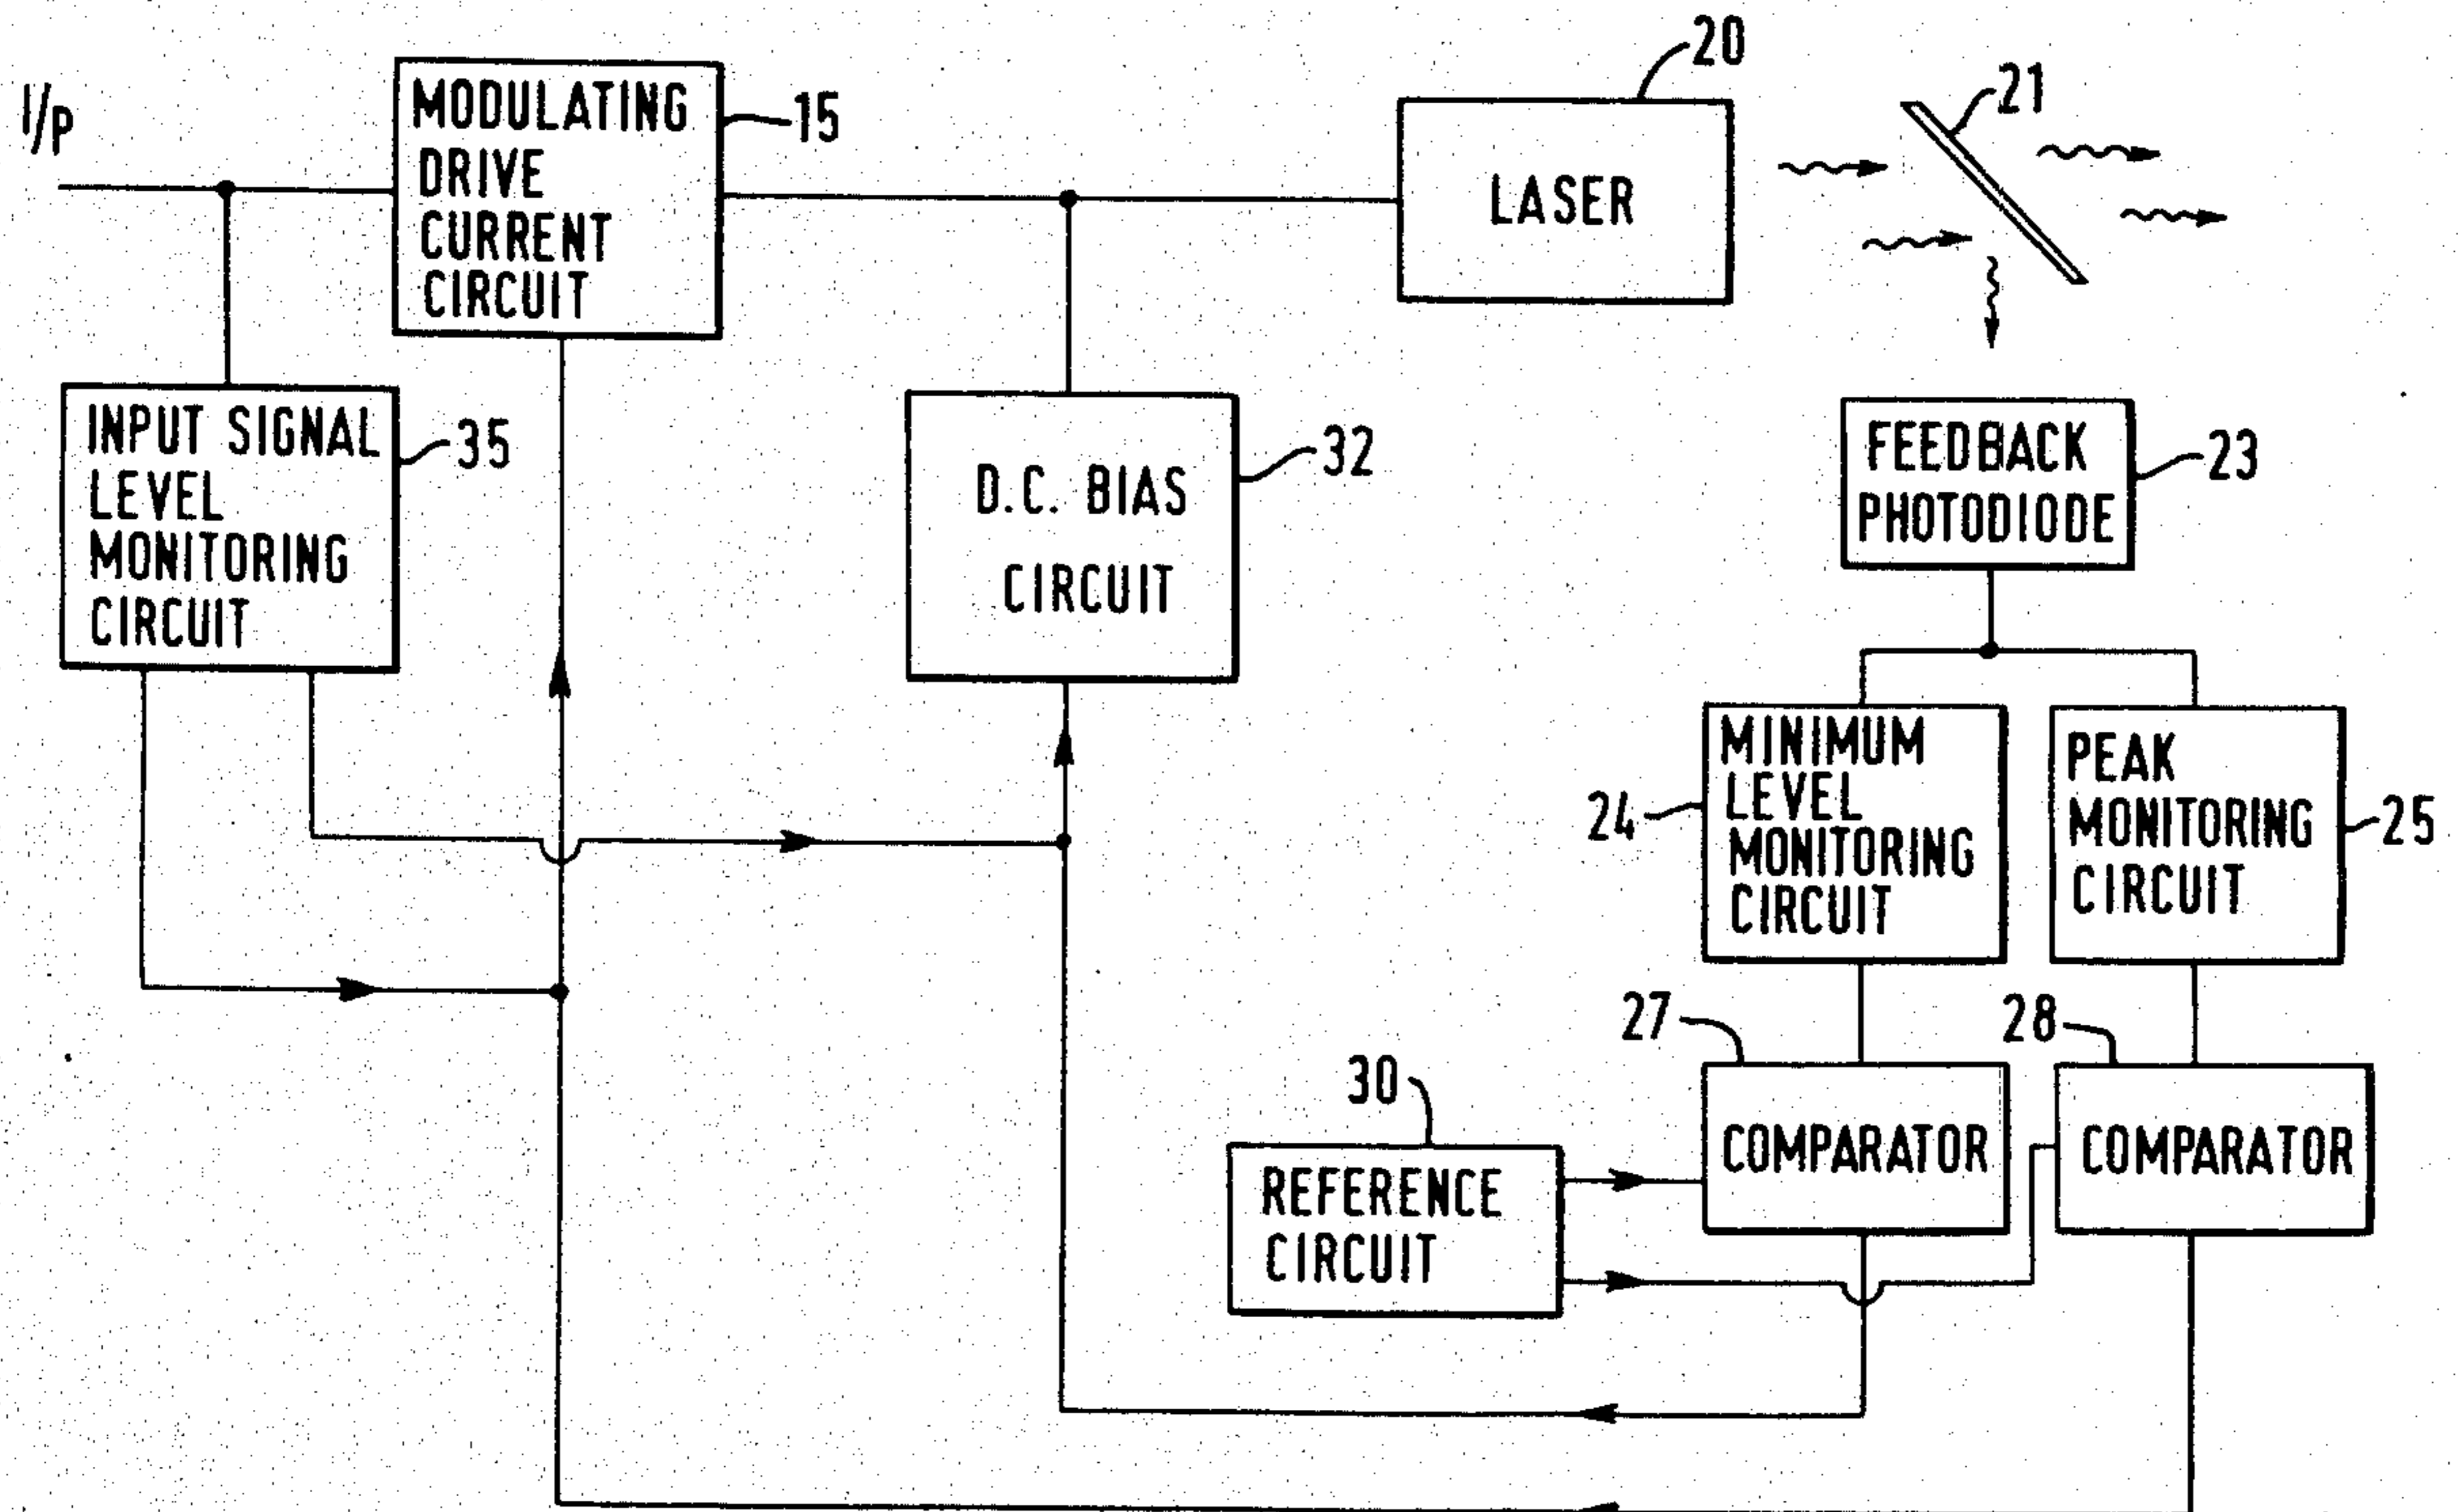 I/P
MODULATING
DRIVE
CURRENT
CIRCUIT
15
20
LASER
21
INPUT SIGNAL
LEVEL
MONITORING
CIRCUIT
35
D.C. BIAS
CIRCUIT
32
FEEDBACK
PHOTODIODE
23
24
MINIMUM
LEVEL
MONITORING
CIRCUIT
PEAK
MONITORING
CIRCUIT
25
27
COMPARATOR
28
COMPARATOR
30
REFERENCE
CIRCUIT